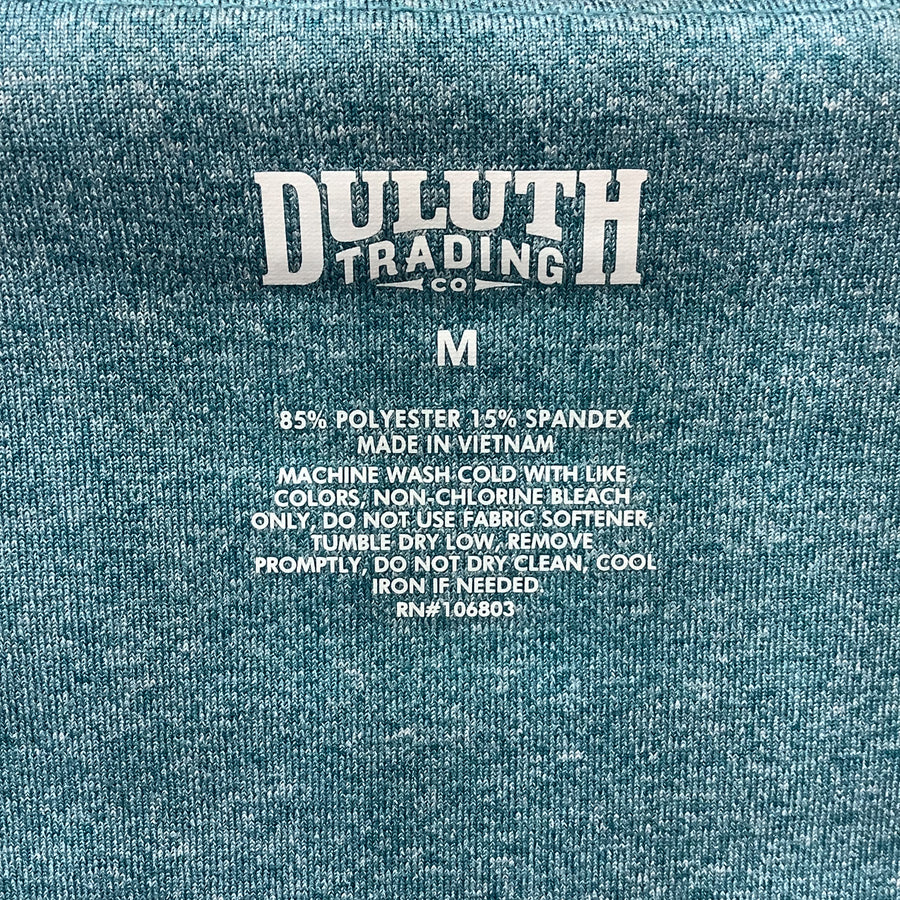 DULUTH
TRADING
CO
M
85% POLYESTER 15% SPANDEX
MADE IN VIETNAM
MACHINE WASH COLD WITH LIKE
COLORS, NON-CHLORINE BLEACH
ONLY, DO NOT USE FABRIC SOFTENER,
TUMBLE DRY LOW, REMOVE
PROMPTLY, DO NOT DRY CLEAN, COOL
IRON IF NEEDED.
RN#106803